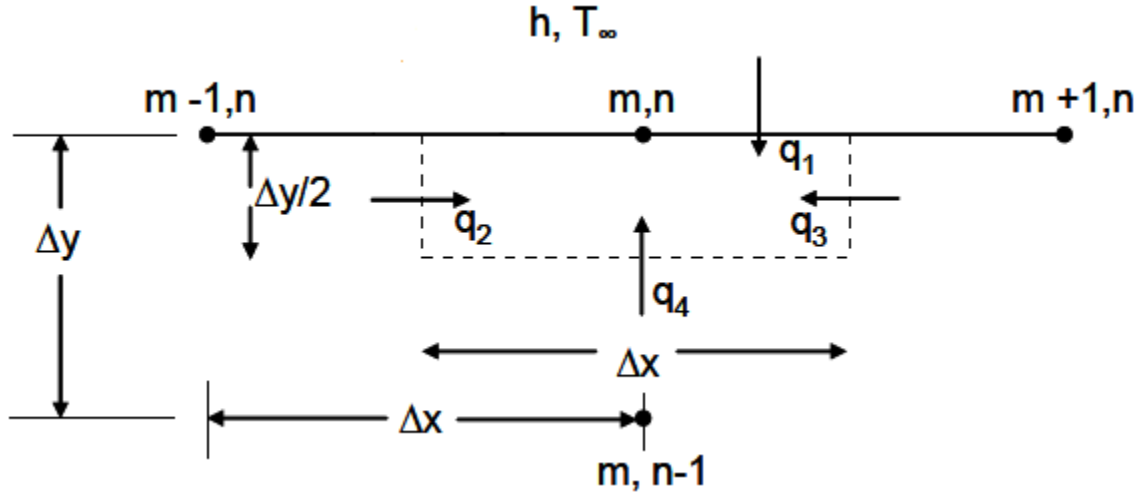 h, T∞
m -1,n
m,n
m +1,n
q₁
Δy/2
q₂
q₃
Δy
q₄
Δx
Δx
m, n-1